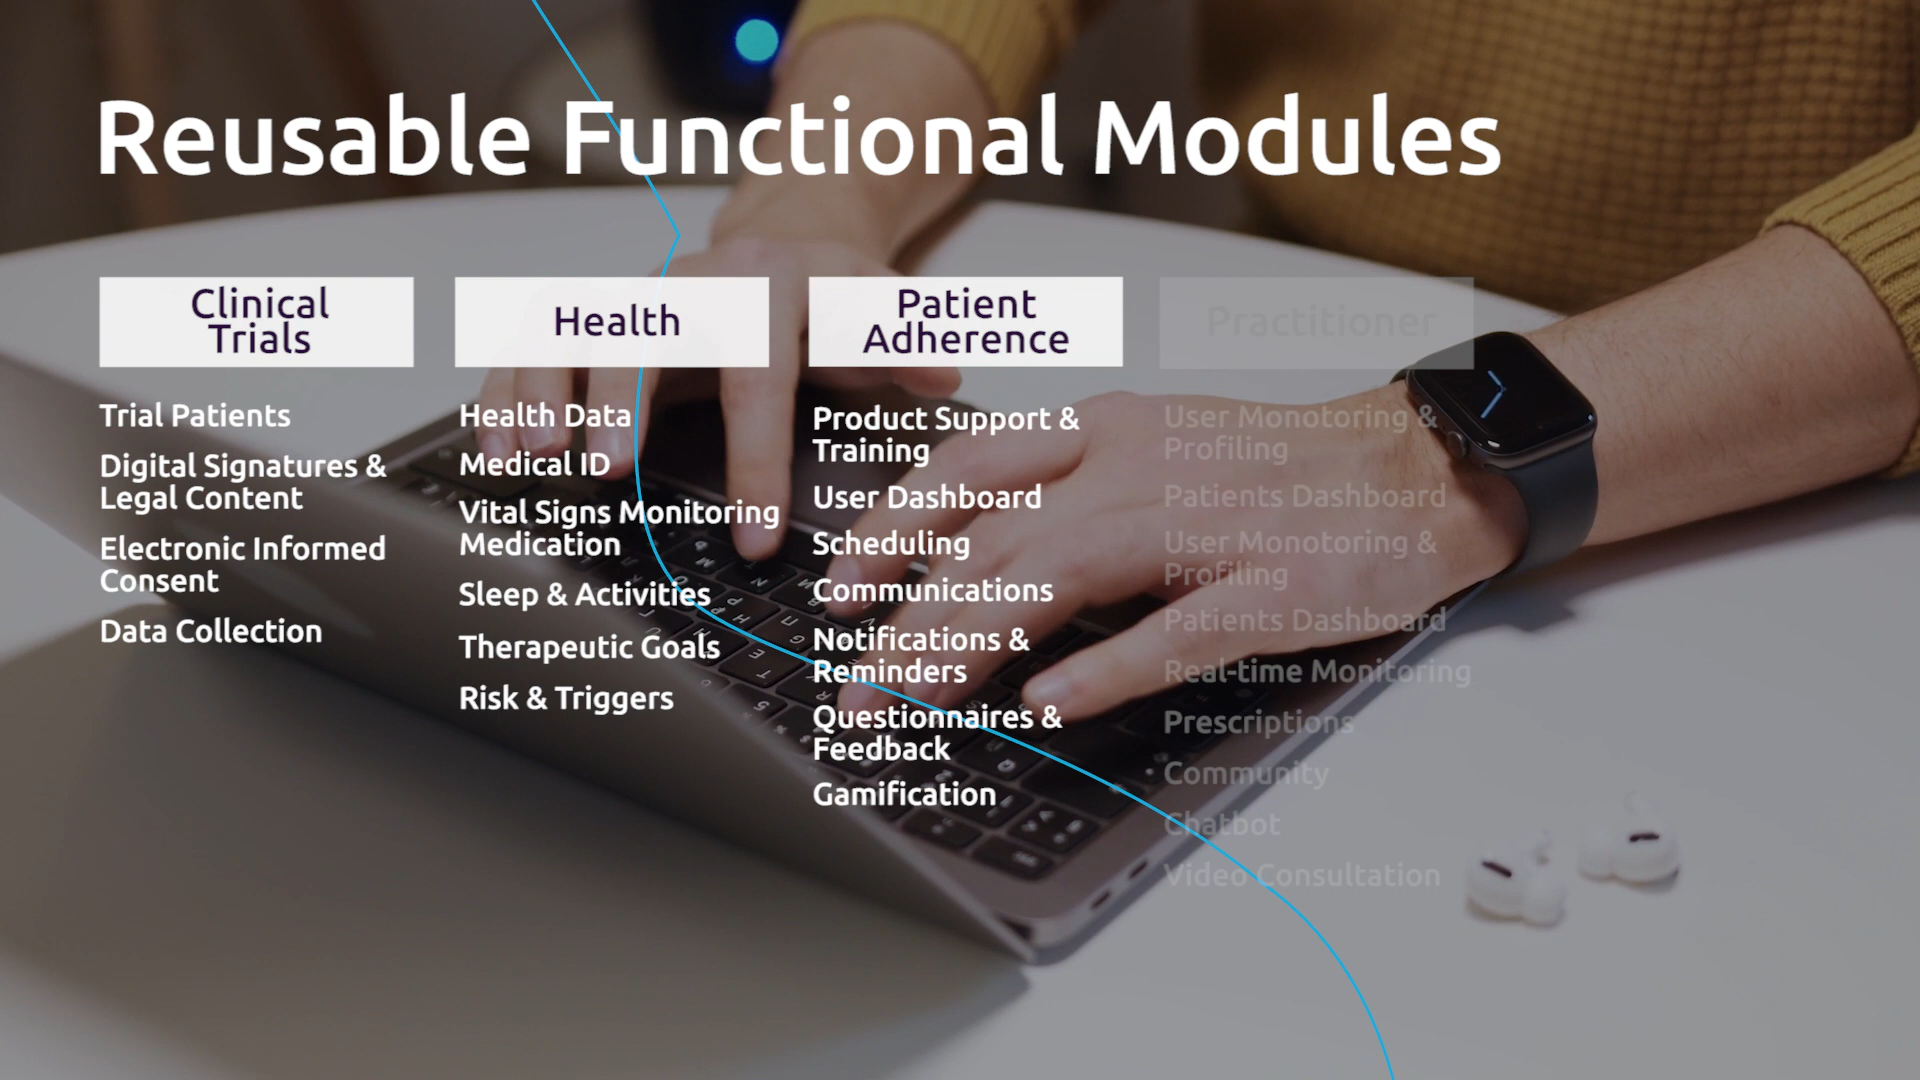 Reusable Functional Modules
Clinical
Trials
Trial Patients
Digital Signatures &
Legal Content
Electronic Informed
Consent
Data Collection
Health
Health Data
Medical ID
Vital Signs Monitoring
Medication
Sleep & Activities
Therapeutic Goals
Risk & Triggers
Patient
Adherence
Product Support &
Training
User Dashboard
Scheduling
Communications
Notifications &
Reminders
Questionnaires &
Feedback
Gamification
Practitioner
User Monotoring &
Profiling
Patients Dashboard
User Monotoring &
Profiling
Patients Dashboard
Real-time Monitoring
Prescriptions
Community
Chatbot
Video Consultation